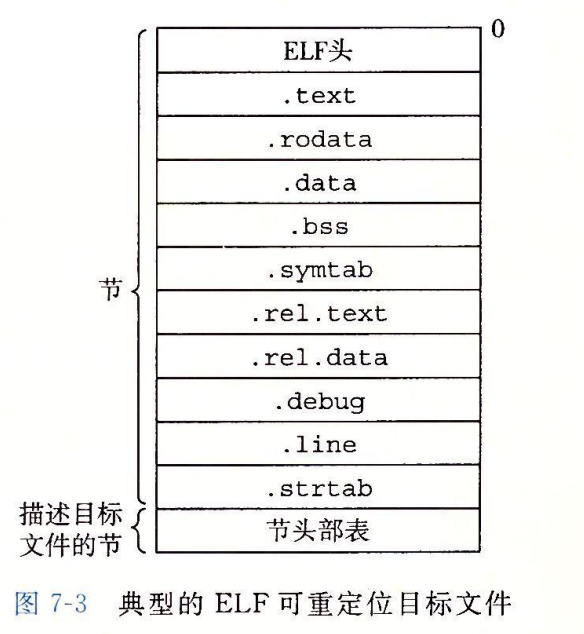 0
ELF头
.text
.rodata
.data
.bss
.symtab
节
.rel.text
.rel.data
.debug
.line
.strtab
描述目标
文件的节
节头部表
图 7-3 典型的 ELF 可重定位目标文件